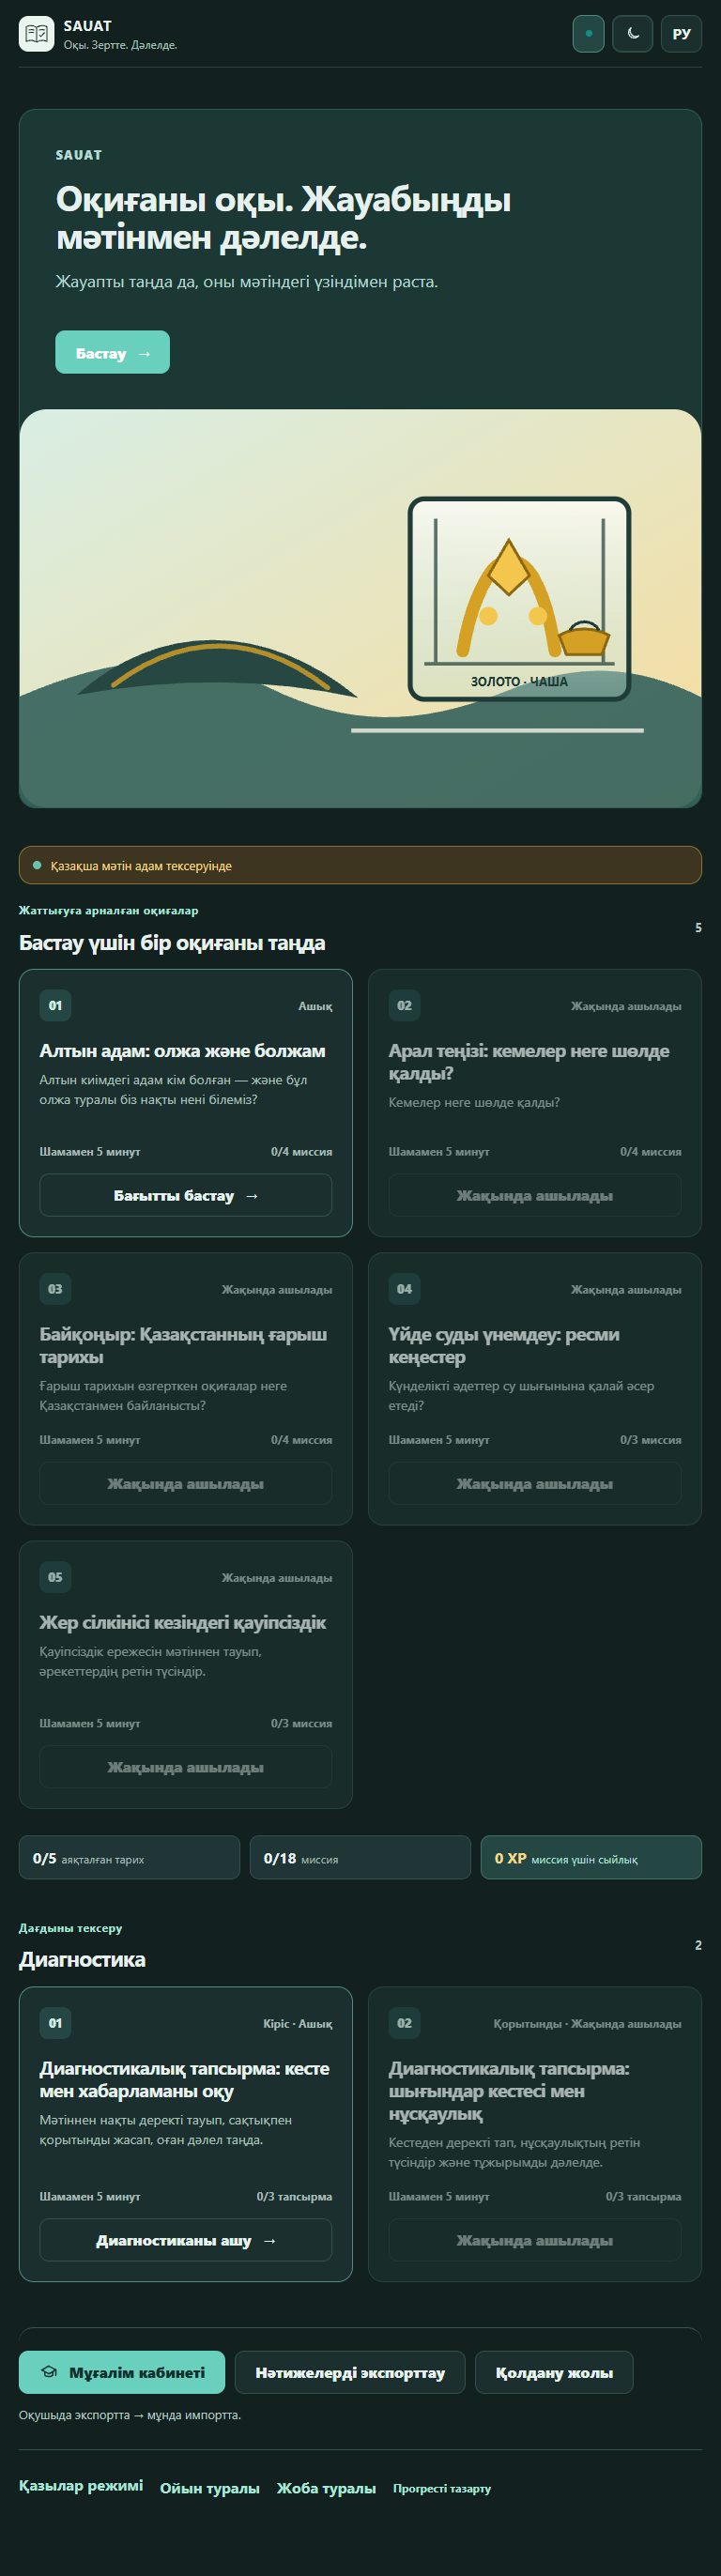 SAUAT
Оқы. Зертте. Дәлелде.
РУ
SAUAT
Оқиғаны оқы. Жауабыңды
мәтінмен дәлелде.
Жауапты таңда да, оны мәтіндегі үзіндімен раста.
Бастау →
ЗОЛОТО · ЧАША
Қазақша мәтін адам тексеруінде
Жаттығуға арналған оқиғалар
Бастау үшін бір оқиғаны таңда
5
01
Ашық
Алтын адам: олжа және болжам
Алтын киімдегі адам кім болған — және бұл
олжа туралы біз нақты нені білеміз?
Шамамен 5 минут
0/4 миссия
Бағытты бастау →
02
Жақында ашылады
Арал теңізі: кемелер неге шөлде
қалды?
Кемелер неге шөлде қалды?
Шамамен 5 минут
0/4 миссия
Жақында ашылады
03
Жақында ашылады
Байқоңыр: Қазақстанның ғарыш
тарихы
Ғарыш тарихын өзгерткен оқиғалар неге
Қазақстанмен байланысты?
Шамамен 5 минут
0/4 миссия
Жақында ашылады
04
Жақында ашылады
Үйде суды үнемдеу: ресми
кеңестер
Күнделікті әдеттер су шығынына қалай әсер
етеді?
Шамамен 5 минут
0/3 миссия
Жақында ашылады
05
Жақында ашылады
Жер сілкінісі кезіндегі қауіпсіздік
Қауіпсіздік ережесін мәтіннен тауып,
әрекеттердің ретін түсіндір.
Шамамен 5 минут
0/3 миссия
Жақында ашылады
0/5 аяқталған тарих
0/18 миссия
0 XP миссия үшін сыйлық
Дағдыны тексеру
Диагностика
2
01
Кіріс · Ашық
Диагностикалық тапсырма: кесте
мен хабарламаны оқу
Мәтіннен нақты деректі тауып, сақтықпен
қорытынды жасап, оған дәлел таңда.
Шамамен 5 минут
0/3 тапсырма
Диагностиканы ашу →
02
Қорытынды · Жақында ашылады
Диагностикалық тапсырма:
шығындар кестесі мен
нұсқаулық
Кестеден деректі тап, нұсқаулықтың ретін
түсіндір және тұжырымды дәлелде.
Шамамен 5 минут
0/3 тапсырма
Жақында ашылады
Мұғалім кабинеті
Нәтижелерді экспорттау
Қолдану жолы
Оқушыда экспортта → мұнда импортта.
Қазылар режимі
Ойын туралы
Жоба туралы
Прогресті тазарту